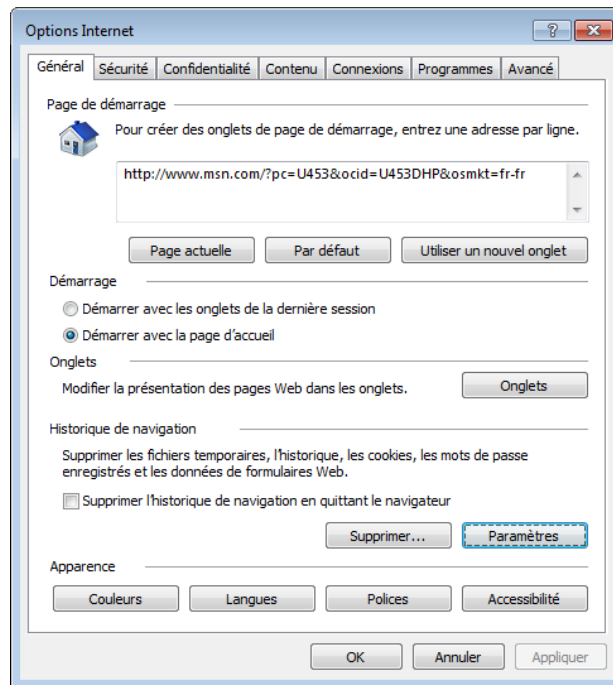 Options Internet
Général Sécurité Confidentialité Contenu Connexions Programmes Avancé
Page de démarrage
Pour créer des onglets de page de démarrage, entrez une adresse par ligne.
http://www.msn.com/?pc=U453&ocid=U453DHP&osmkt=fr-fr
Page actuelle Par défaut Utiliser un nouvel onglet
Démarrage
Démarrer avec les onglets de la dernière session
Démarrer avec la page d'accueil
Onglets
Modifier la présentation des pages Web dans les onglets. Onglets
Historique de navigation
Supprimer les fichiers temporaires, l'historique, les cookies, les mots de passe
enregistrés et les données de formulaires Web.
Supprimer l'historique de navigation en quittant le navigateur
Supprimer... Paramètres
Apparence
Couleurs Langues Polices Accessibilité
OK Annuler Appliquer